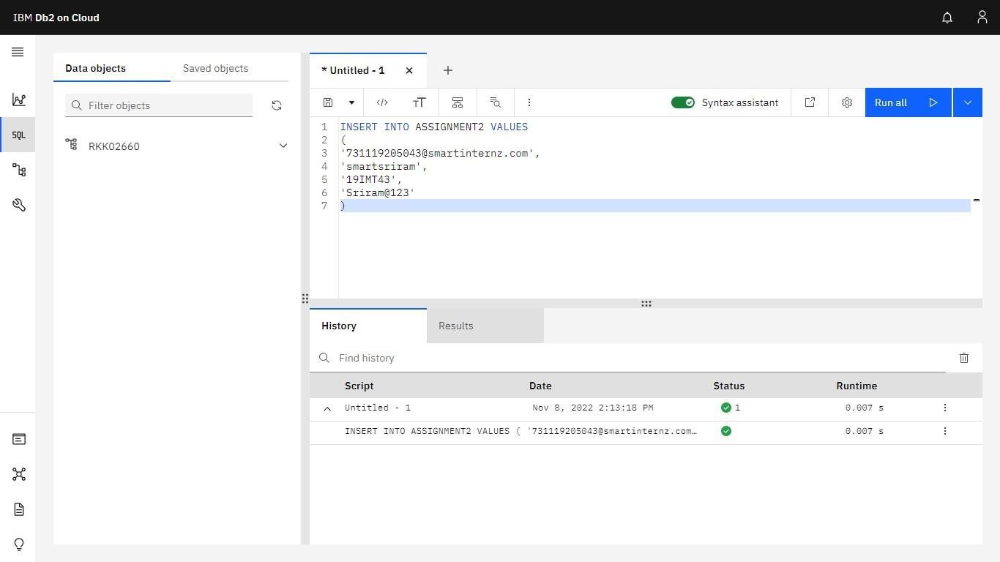 IBM Db2 on Cloud
Data objects
Saved objects
Filter objects
SQL
RKK02660
* Untitled - 1
Syntax assistant
Run all
1 INSERT INTO ASSIGNMENT2 VALUES
2 (
3 '731119205043@smartinternz.com',
4 'smartsriram',
5 '19IMT43',
6 'Sriram@123'
7 )
History
Results
Find history
Script Date Status Runtime
Untitled - 1 Nov 8, 2022 2:13:18 PM 1 0.007 s
INSERT INTO ASSIGNMENT2 VALUES ( '731119205043@smartinternz.com… 0.007 s